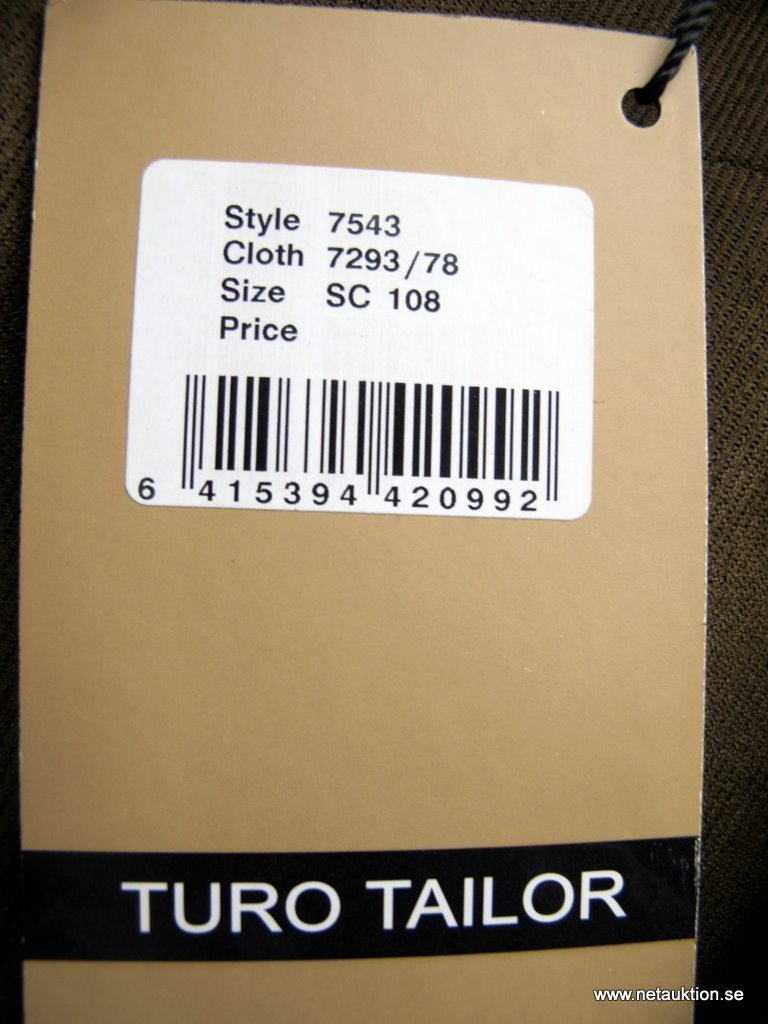 Style 7543
Cloth 7293/78
Size SC 108
Price
6 415394 420992
TURO TAILOR
www.netauktion.se